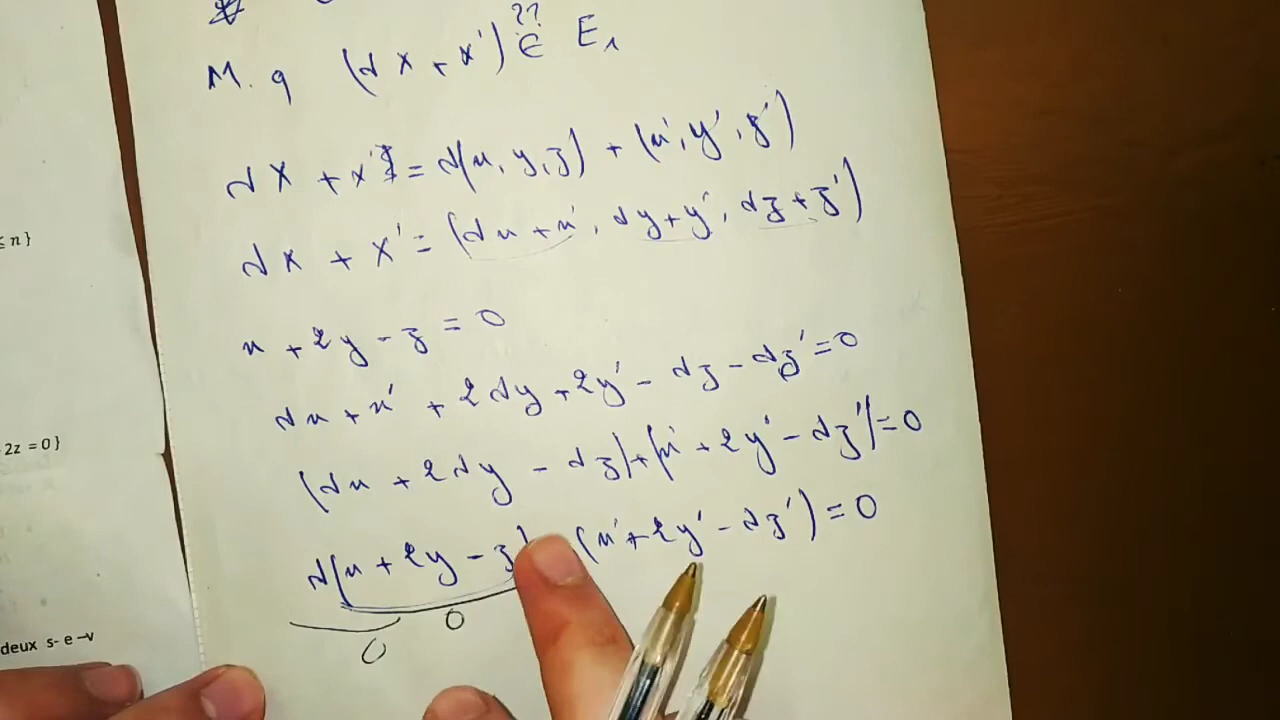 M. q (αX + X') ∈ E₁
??
αX + X' = α(x, y, z) + (x', y', z')
αX + X' = (αx + x', αy + y', αz + z')
x + 2y - z = 0
αx + x' + 2αy + 2y' - αz - αz' = 0
(αx + 2αy - αz) + (x' + 2y' - αz') = 0
α(x + 2y - z) (x' + 2y' - αz') = 0
0
0
≤ n }
2z = 0 }
deux s- e –v